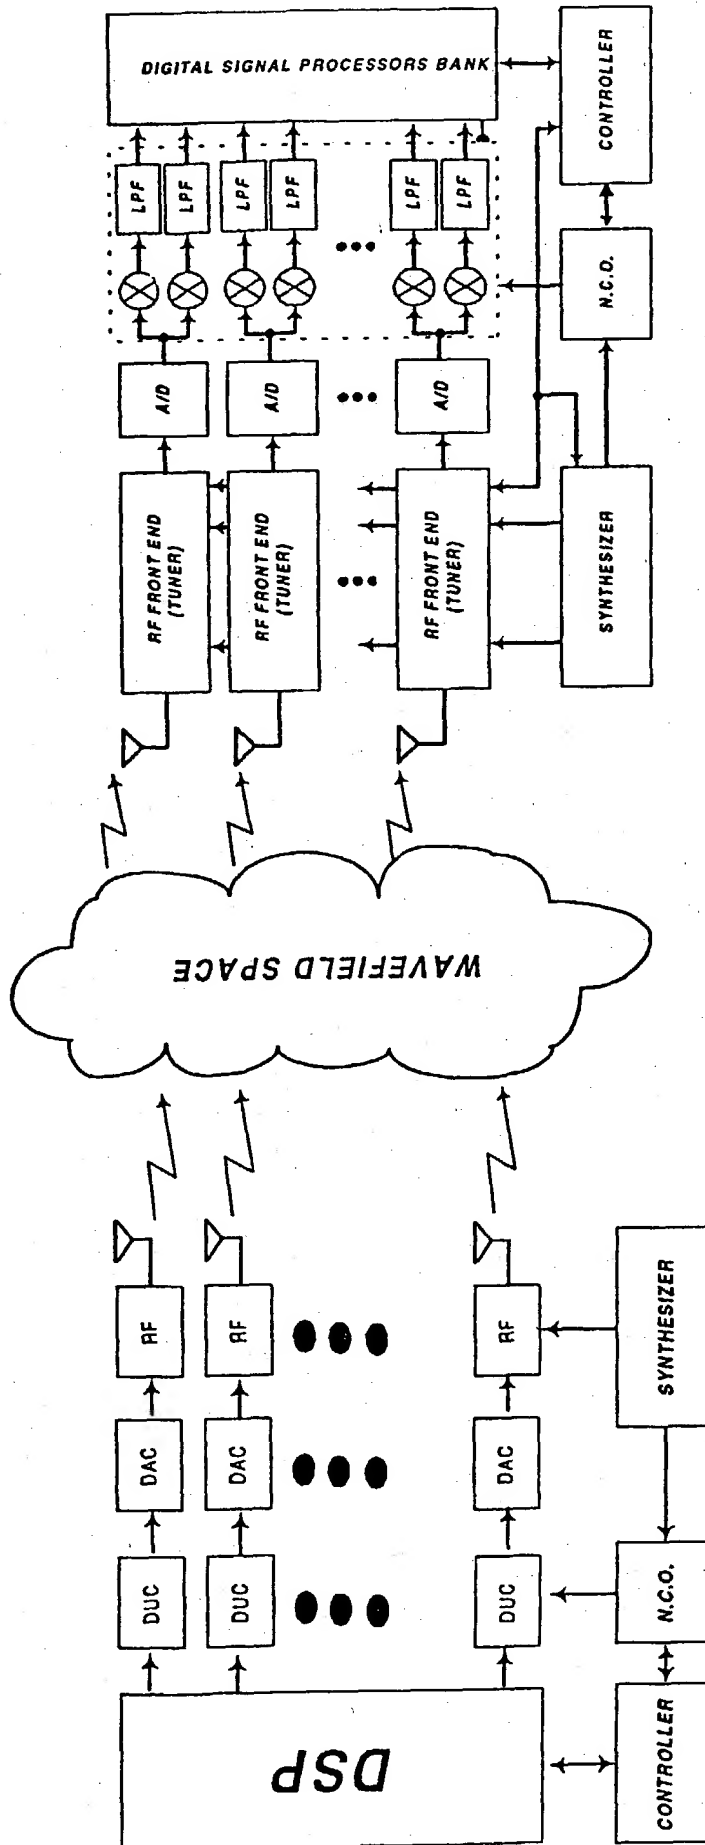 DSP
DUC
DAC
RF
DUC
DAC
RF
DUC
DAC
RF
CONTROLLER
N.C.O.
SYNTHESIZER
WAVEFIELD SPACE
RF FRONT END
(TUNER)
A/D
LPF
LPF
RF FRONT END
(TUNER)
A/D
LPF
LPF
RF FRONT END
(TUNER)
A/D
LPF
LPF
DIGITAL SIGNAL PROCESSORS BANK
SYNTHESIZER
N.C.O.
CONTROLLER